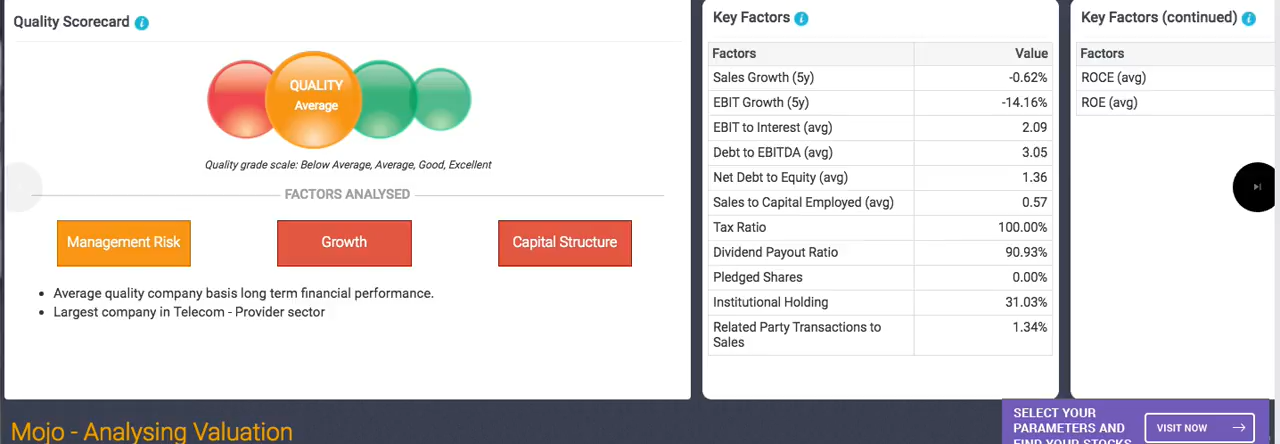 Quality Scorecard
QUALITY
Average
Quality grade scale: Below Average, Average, Good, Excellent
FACTORS ANALYSED
Management Risk
Growth
Capital Structure
• Average quality company basis long term financial performance.
• Largest company in Telecom - Provider sector
Key Factors
Factors Value
Sales Growth (5y) -0.62%
EBIT Growth (5y) -14.16%
EBIT to Interest (avg) 2.09
Debt to EBITDA (avg) 3.05
Net Debt to Equity (avg) 1.36
Sales to Capital Employed (avg) 0.57
Tax Ratio 100.00%
Dividend Payout Ratio 90.93%
Pledged Shares 0.00%
Institutional Holding 31.03%
Related Party Transactions to 1.34%
Sales
Key Factors (continued)
Factors
ROCE (avg)
ROE (avg)
Mojo - Analysing Valuation
SELECT YOUR
PARAMETERS AND
FIND YOUR STOCKS
VISIT NOW